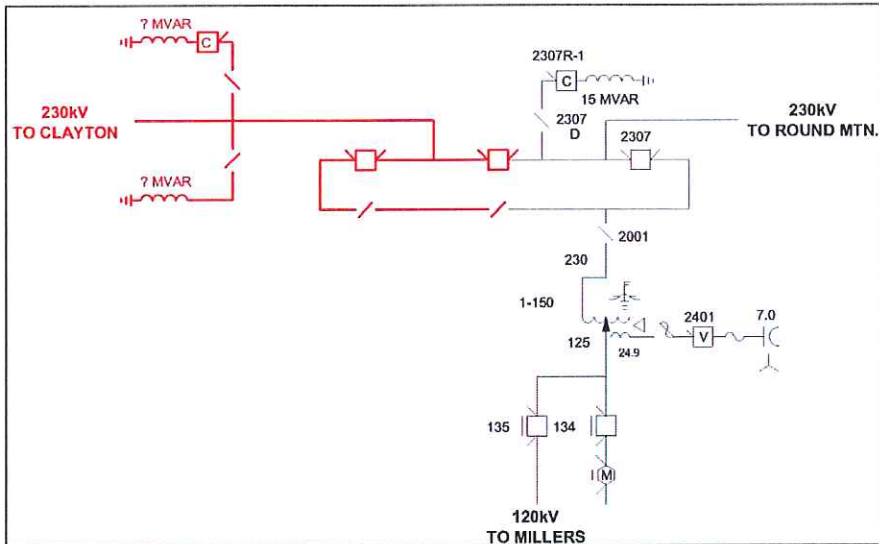 ? MVAR
C
230kV
TO CLAYTON
? MVAR
2307R-1
C
15 MVAR
2307
D
2307
230kV
TO ROUND MTN.
2001
230
1-150
125
24.9
2401
V
7.0
135
134
M
120kV
TO MILLERS